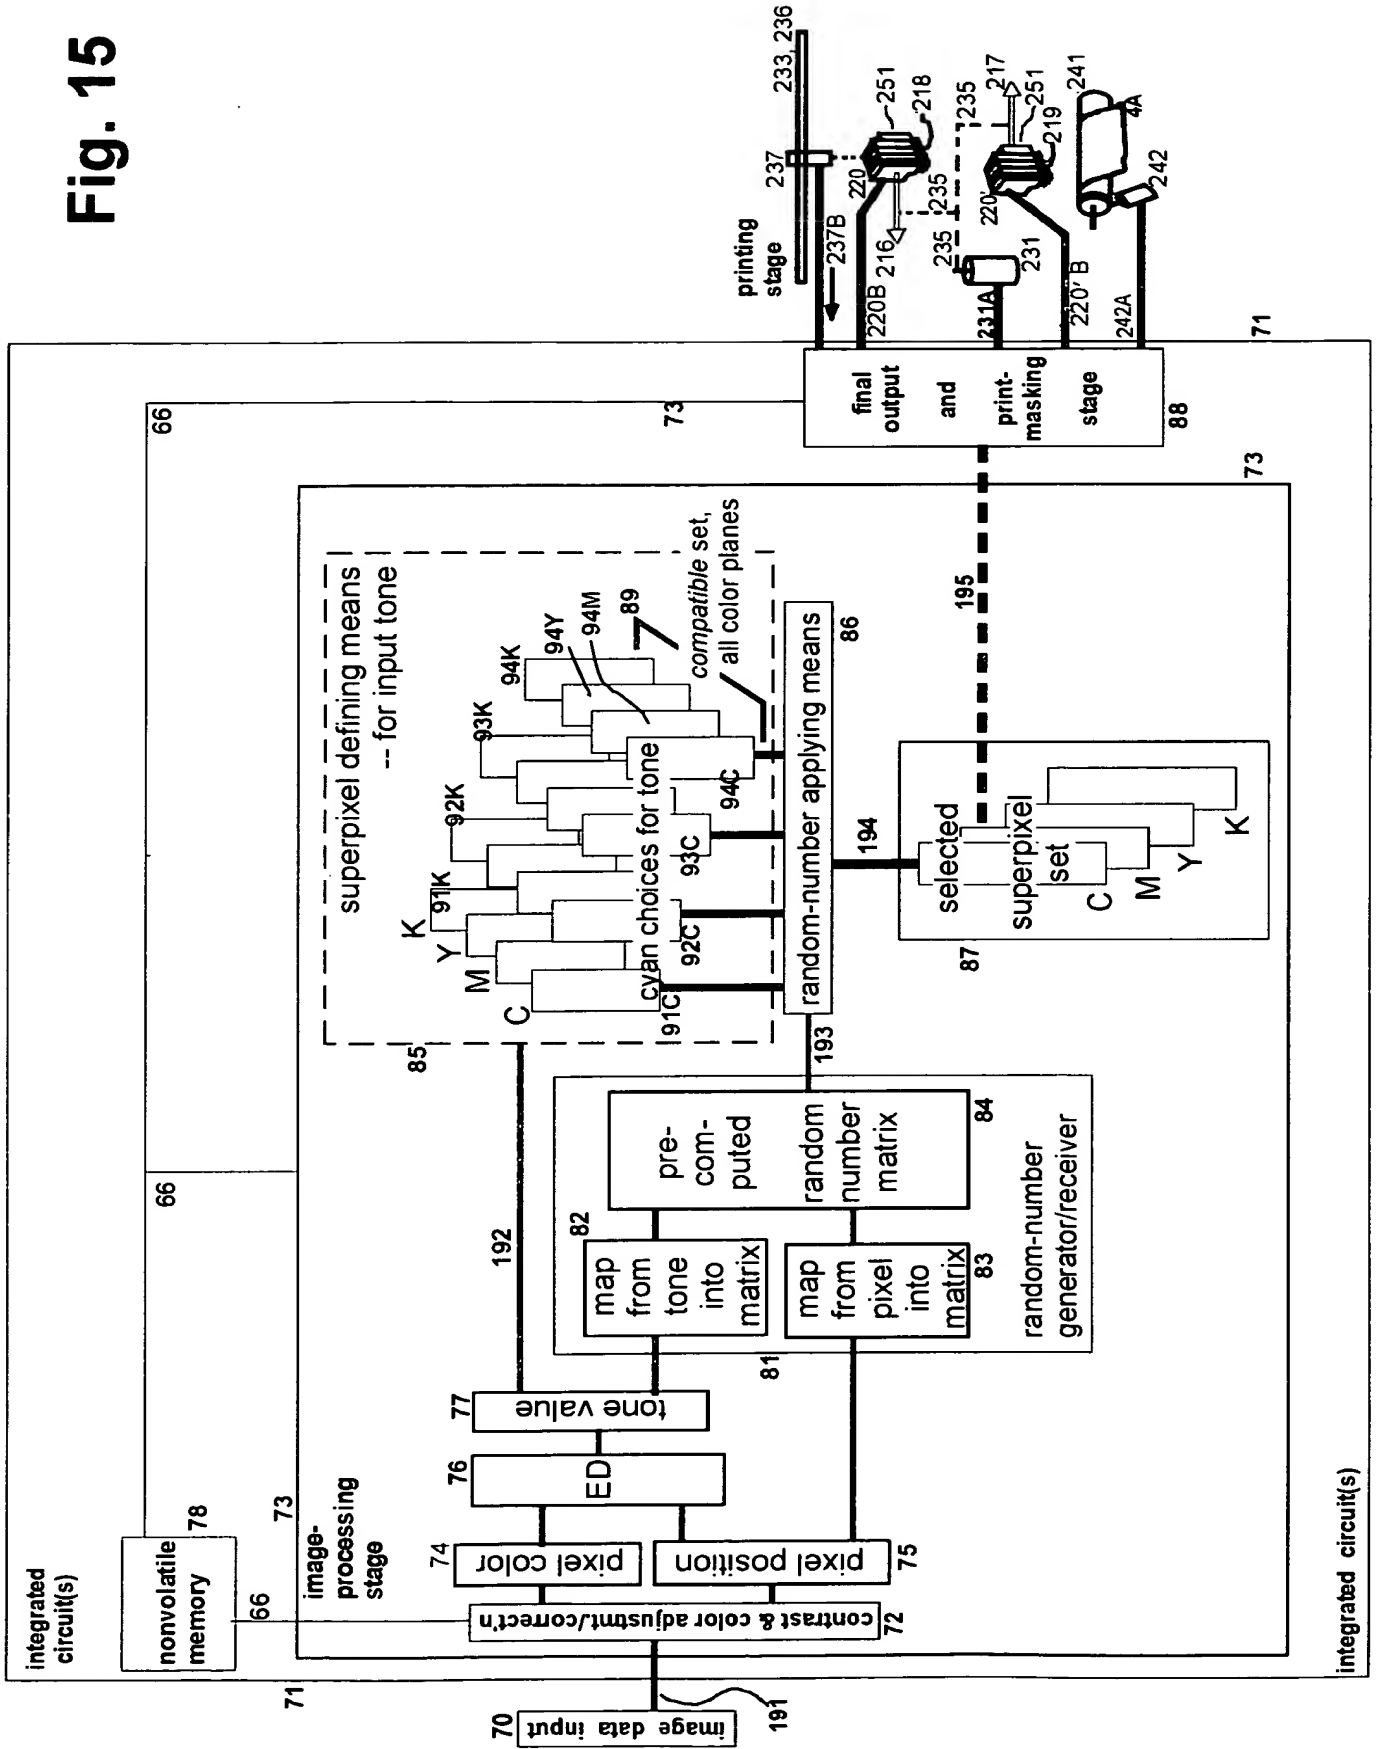 Fig. 15
integrated
circuit(s)
71
70
image data input
191
nonvolatile
memory
78
66
66
66
73
image-
processing
stage
72
contrast & color adjustmt./correct'n
74
pixel color
75
pixel position
76
ED
77
tone value
192
81
82
map
from
tone
into
matrix
map
from
pixel
into
matrix
83
pre-
com-
puted
random
number
matrix
84
random-number
generator/receiver
193
85
superpixel defining means
-- for input tone
C
M
Y
K
91K
92K
93K
94K
94Y
94M
89
cyan choices for tone
91C
92C
93C
94C
compatible set,
all color planes
random-number applying means
86
194
87
selected
superpixel
set
C
M
Y
K
195
73
73
final
output
and
print-
masking
stage
88
71
integrated circuit(s)
printing
stage
233, 236
237
237B
220B
220
251
218
216
235
235
235
231
231A
217
251
219
220'
220' B
241
4A
242
242A